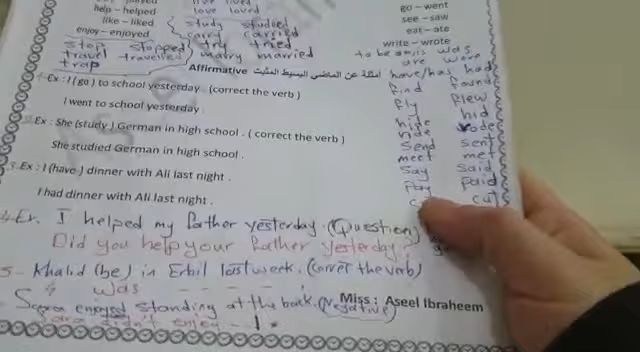 help – helped love loved go – went
like – liked study studied see – saw
enjoy – enjoyed carry carried eat – ate
stop stopped try tried write – wrote
travel travelled marry married to be am/is was
trap are were
Affirmative أمثلة عن الماضي البسيط المثبت have/has had
Ex : I (go) to school yesterday . (correct the verb ) find found
I went to school yesterday . fly flew
Ex : She (study ) German in high school . ( correct the verb ) hide hid
She studied German in high school . send sent
meet met
Ex : I (have ) dinner with Ali last night . say said
I had dinner with Ali last night . pay paid
cut
Ex. I helped my father yesterday. (Question)
Did you help your father yesterday?
5- Khalid (be) in Erbil last week. (correct the verb)
was
enjoyed standing at the back. (Negative) Miss : Aseel Ibraheem
didn't enjoy